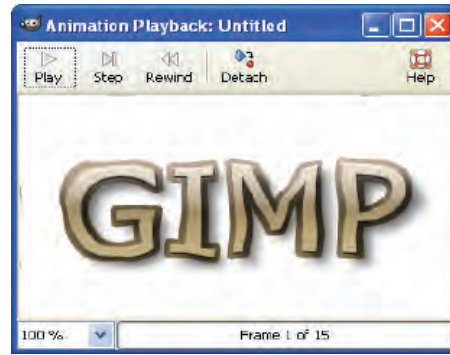 Animation Playback: Untitled
Play Step Rewind Detach Help
GIMP
100 % Frame 1 of 15